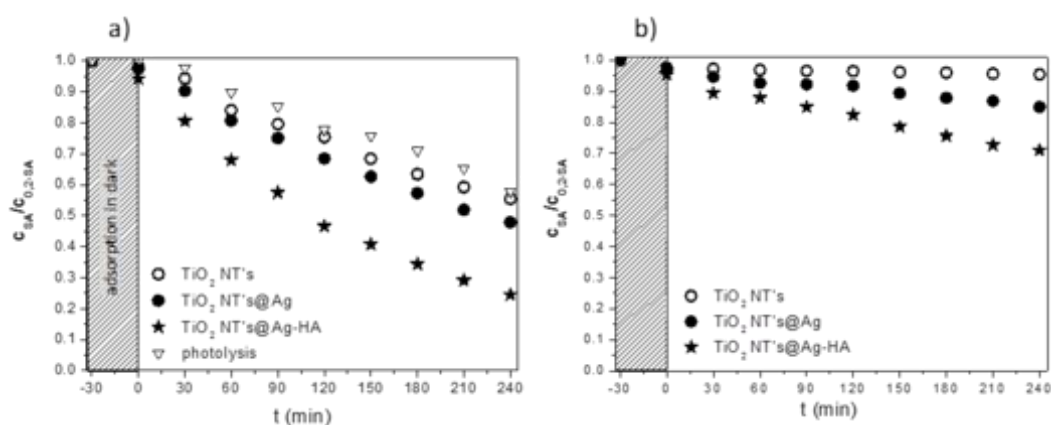 a)
1.0
0.9
0.8
0.7
0.6
0.5
0.4
0.3
0.2
0.1
0.0
c_SA/c_0,2-SA
adsorption in dark
TiO₂ NT's
TiO₂ NT's@Ag
TiO₂ NT's@Ag-HA
photolysis
-30 0 30 60 90 120 150 180 210 240
t (min)
b)
1.0
0.9
0.8
0.7
0.6
0.5
0.4
0.3
0.2
0.1
0.0
c_SA/c_0,2-SA
TiO₂ NT's
TiO₂ NT's@Ag
TiO₂ NT's@Ag-HA
-30 0 30 60 90 120 150 180 210 240
t (min)